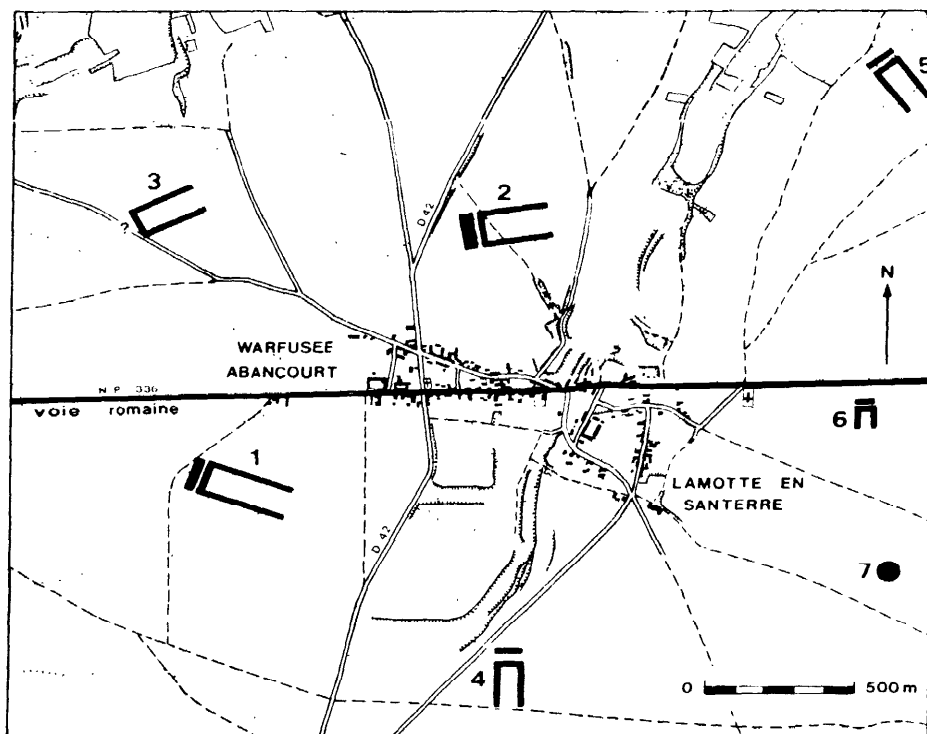 5
3
2
D 42
N
WARFUSEE
ABANCOURT
N P 336
voie romaine
6
1
LAMOTTE EN
SANTERRE
D 42
7
4
0 500 m
?